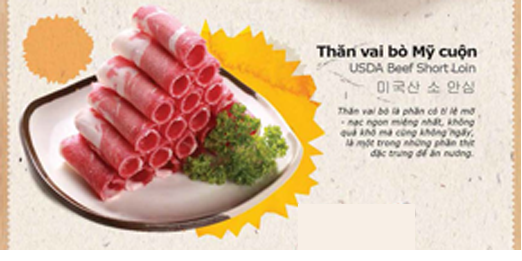 Thăn vai bò Mỹ cuộn
USDA Beef Short Loin
미국산 소 안심
Thăn vai bò là phần có tỉ lệ mỡ
- nạc ngon miệng nhất, không
quá khô mà cũng không ngấy,
là một trong những phần thịt
đặc trưng để ăn nướng.